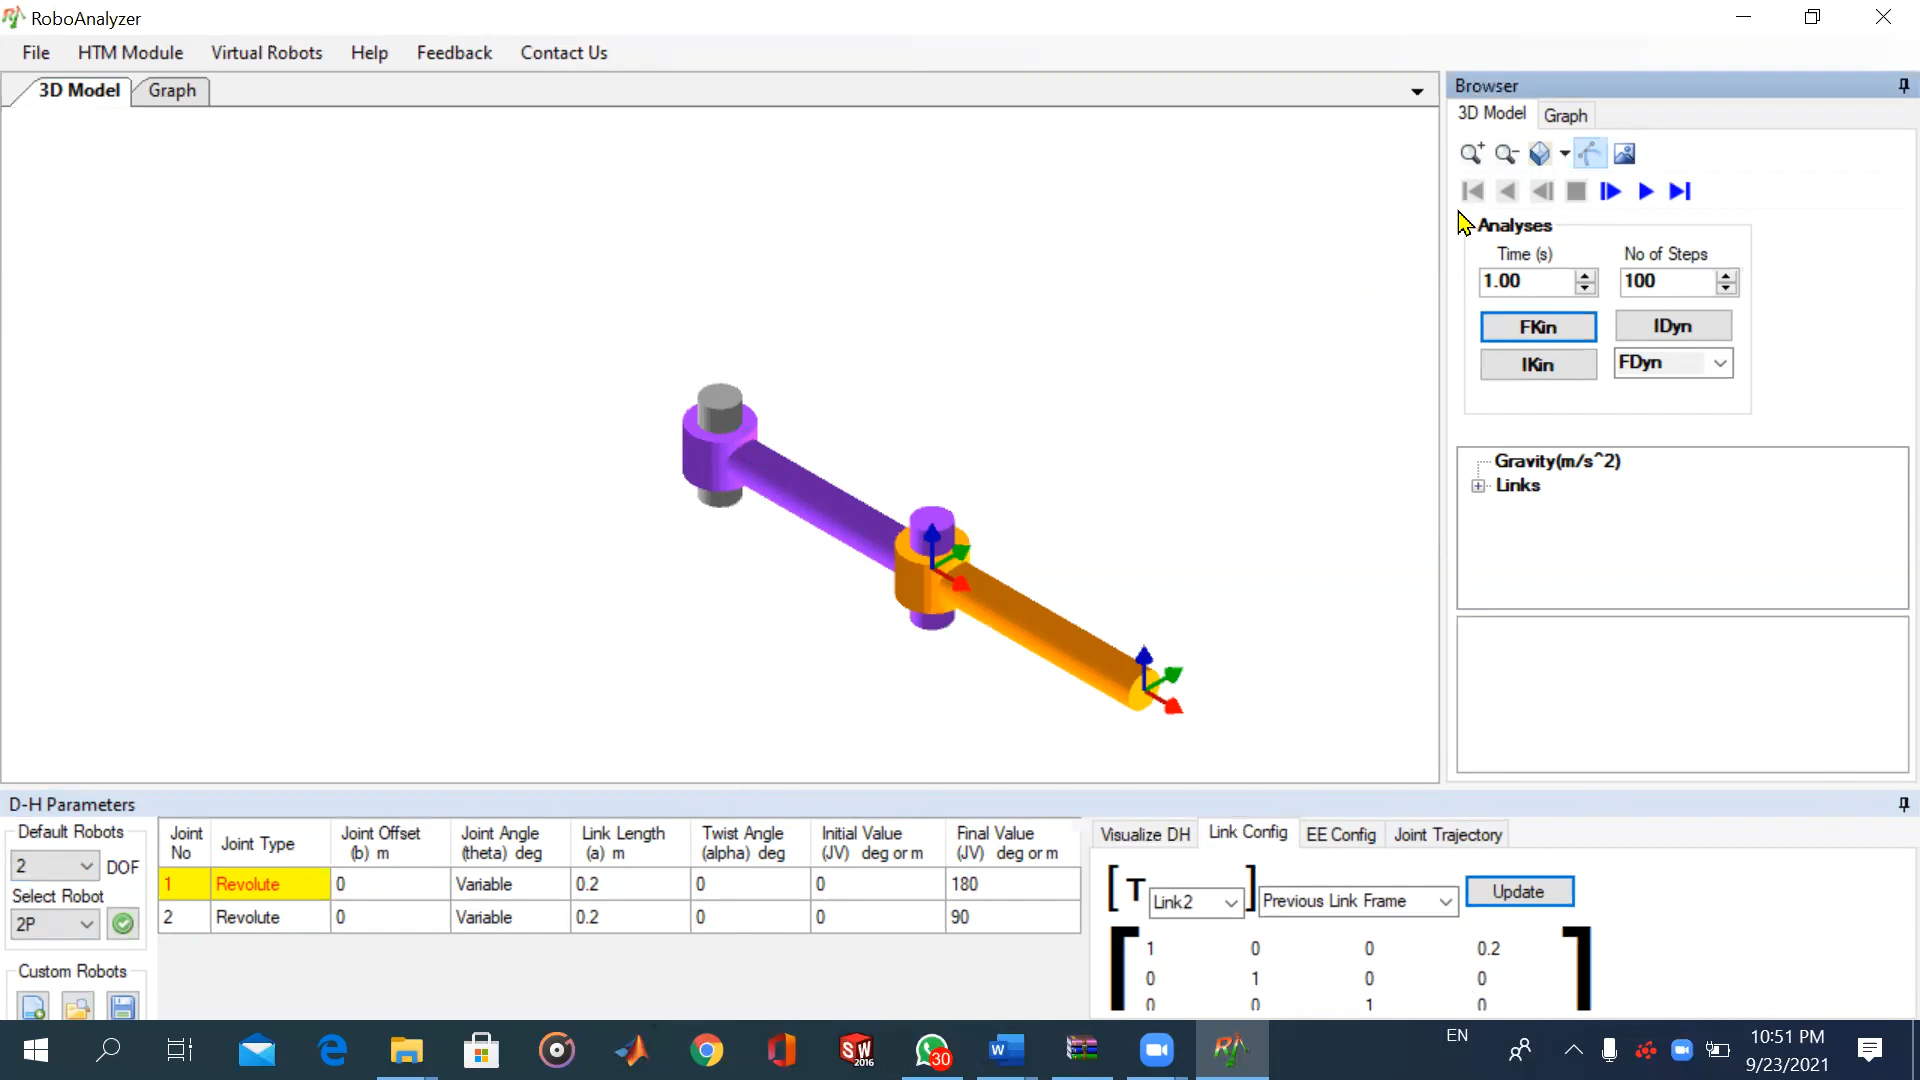 RoboAnalyzer
File HTM Module Virtual Robots Help Feedback Contact Us
3D Model Graph
Browser
3D Model Graph
Analyses
Time (s) No of Steps
1.00 100
FKin IDyn
IKin FDyn
Gravity(m/s^2)
Links
D-H Parameters
Default Robots
2 DOF
Select Robot
2P
Custom Robots
Joint No Joint Type Joint Offset (b) m Joint Angle (theta) deg Link Length (a) m Twist Angle (alpha) deg Initial Value (JV) deg or m Final Value (JV) deg or m
1 Revolute 0 Variable 0.2 0 0 180
2 Revolute 0 Variable 0.2 0 0 90
Visualize DH Link Config EE Config Joint Trajectory
T Link2 Previous Link Frame Update
1 0 0 0.2
0 1 0 0
0 0 1 0
SW 2016
30
W
EN
10:51 PM
9/23/2021